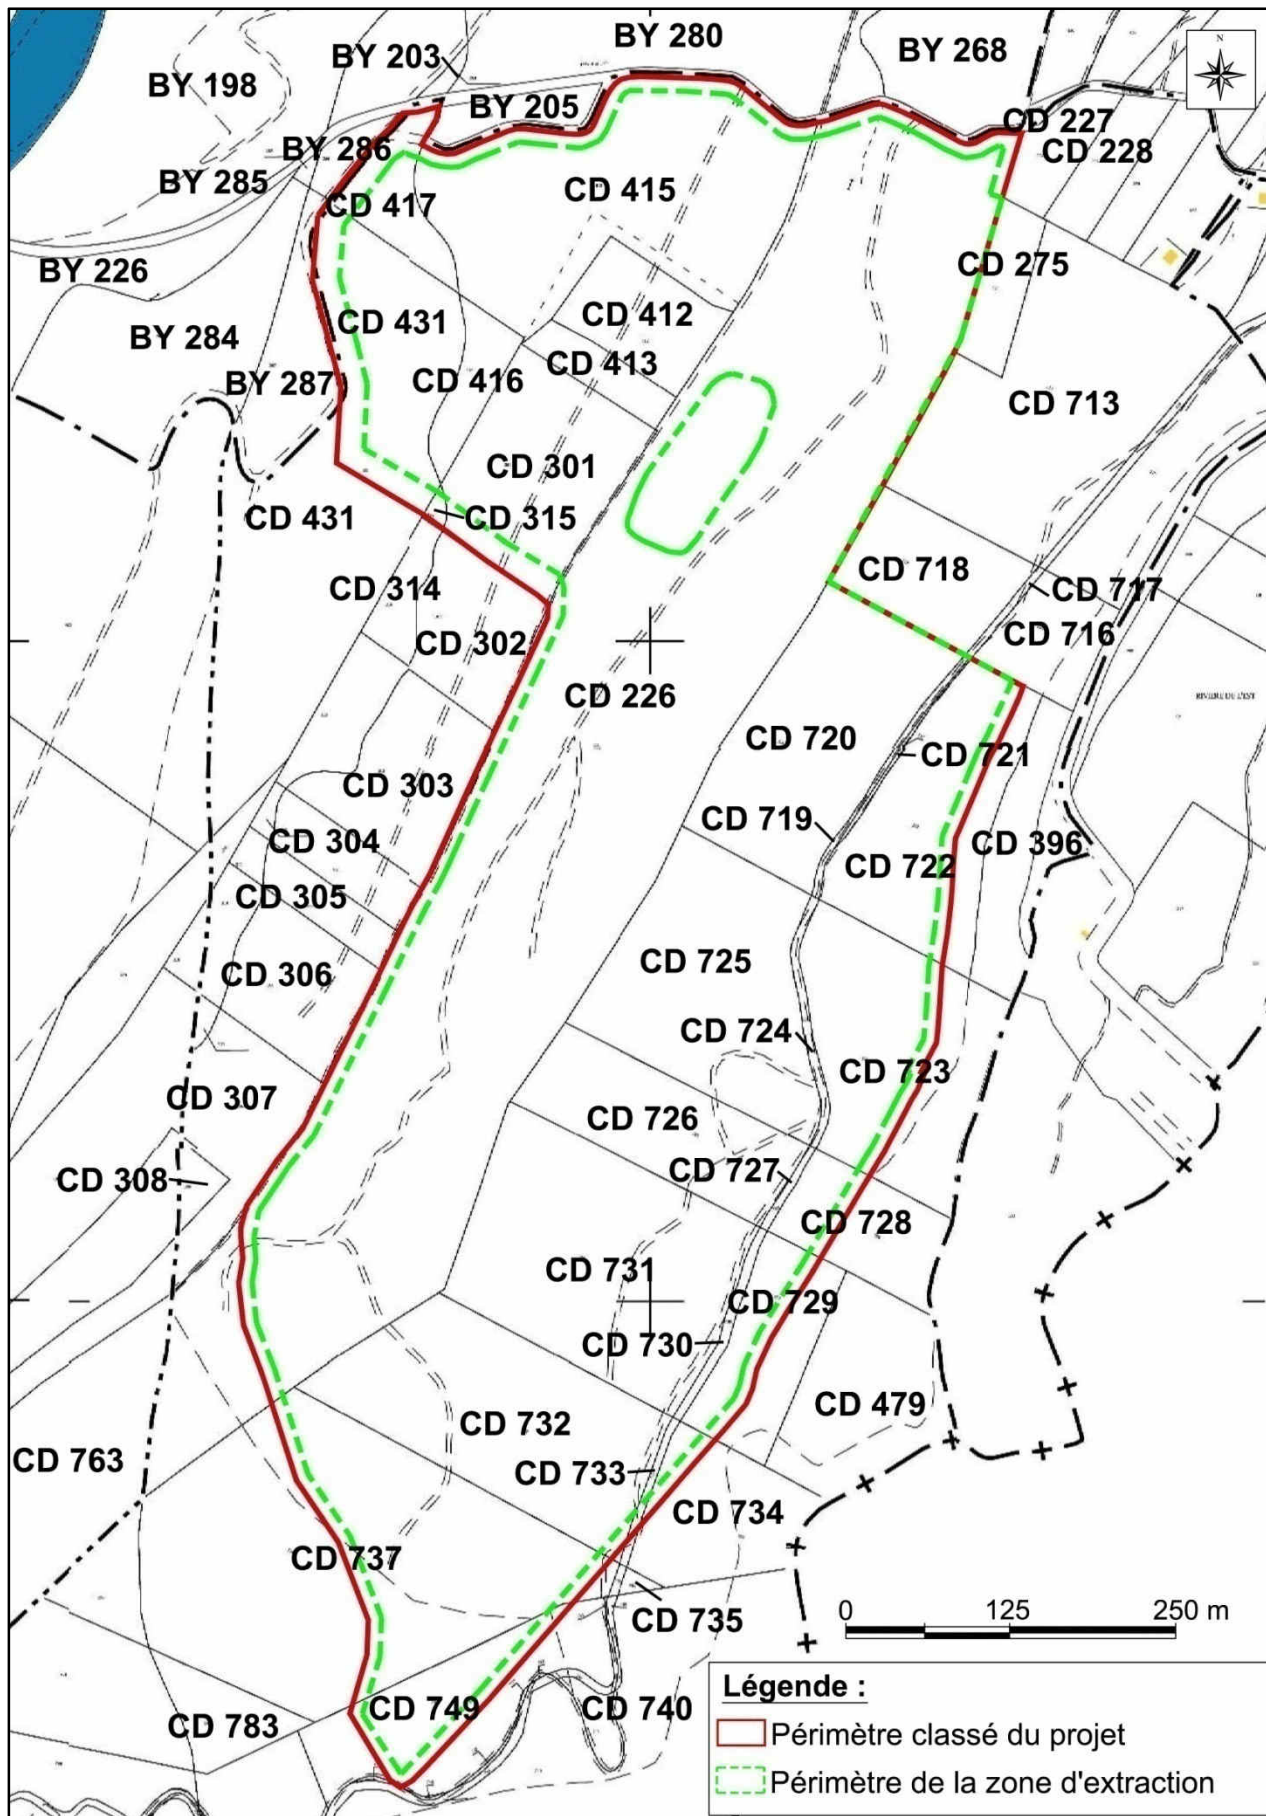 BY 280
BY 268
BY 203
N
BY 198
BY 205
CD 227
BY 286
CD 228
BY 285
CD 415
CD 417
BY 226
CD 275
CD 412
CD 431
BY 284
CD 413
BY 287
CD 416
CD 713
CD 301
CD 431
CD 315
CD 718
CD 314
CD 717
CD 302
CD 716
CD 226
RIVIERE DE L'EST
CD 720
CD 721
CD 303
CD 719
CD 304
CD 396
CD 722
CD 305
CD 725
CD 306
CD 724
CD 723
CD 307
CD 726
CD 727
CD 308
CD 728
CD 731
CD 729
CD 730
CD 479
CD 732
CD 763
CD 733
CD 734
CD 737
CD 735
0 125 250 m
CD 749
CD 740
CD 783
Légende :
Périmètre classé du projet
Périmètre de la zone d'extraction